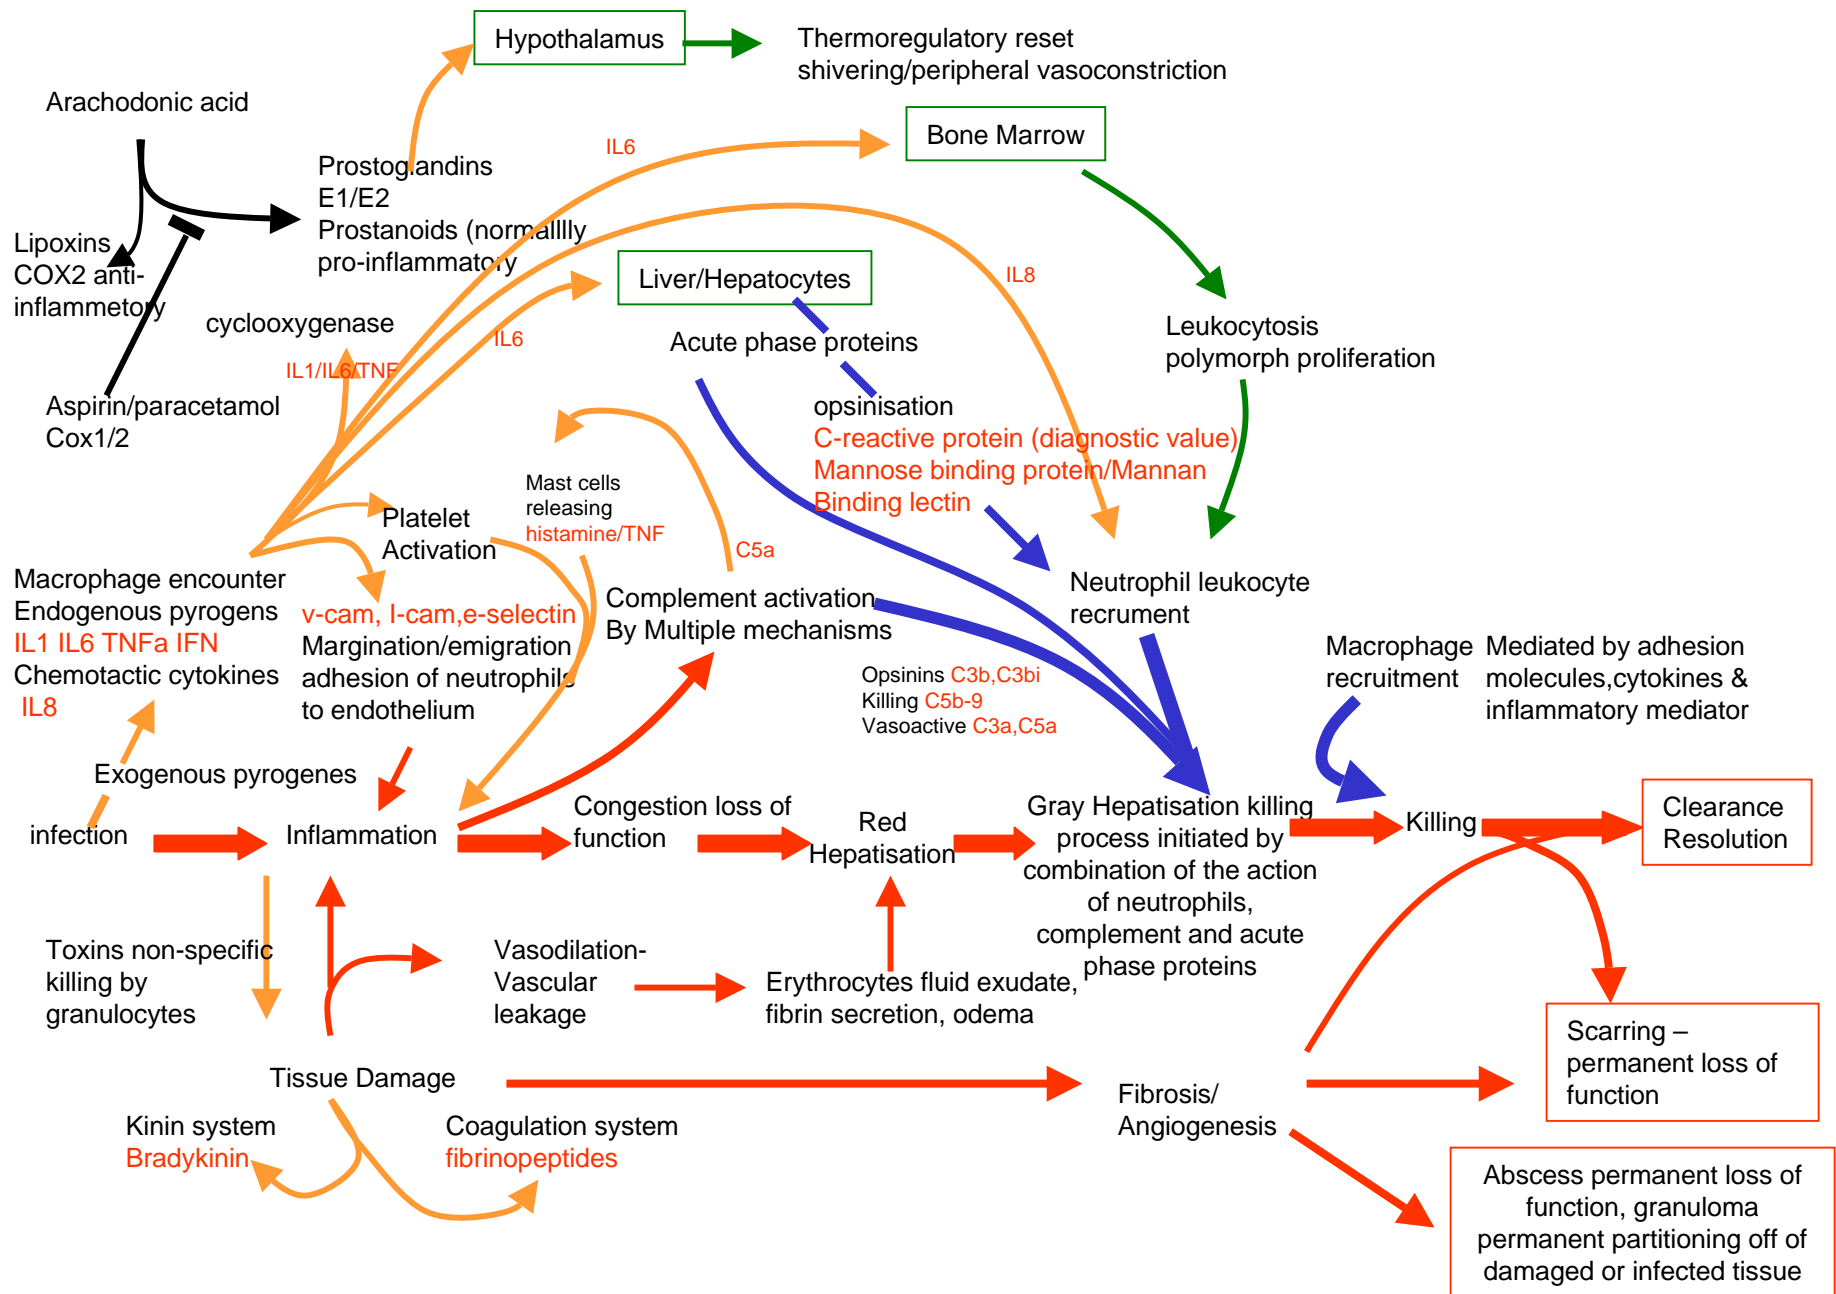 Hypothalamus
Thermoregulatory reset
shivering/peripheral vasoconstriction
Arachodonic acid
Bone Marrow
IL6
Prostoglandins
E1/E2
Prostanoids (normalllly
pro-inflammatory
Lipoxins
COX2 anti-
inflammetory
Liver/Hepatocytes
IL8
cyclooxygenase
IL6
Acute phase proteins
Leukocytosis
polymorph proliferation
IL1/IL6/TNF
Aspirin/paracetamol
Cox1/2
opsinisation
C-reactive protein (diagnostic value)
Mannose binding protein/Mannan
Binding lectin
Mast cells
releasing
histamine/TNF
Platelet
Activation
C5a
Macrophage encounter
Endogenous pyrogens
IL1 IL6 TNFa IFN
Chemotactic cytokines
IL8
v-cam, I-cam,e-selectin
Margination/emigration
adhesion of neutrophils
to endothelium
Complement activation
By Multiple mechanisms
Neutrophil leukocyte
recrument
Opsinins C3b,C3bi
Killing C5b-9
Vasoactive C3a,C5a
Macrophage
recruitment
Mediated by adhesion
molecules,cytokines &
inflammatory mediator
Exogenous pyrogenes
infection
Inflammation
Congestion loss of
function
Red
Hepatisation
Gray Hepatisation killing
process initiated by
combination of the action
of neutrophils,
complement and acute
phase proteins
Killing
Clearance
Resolution
Toxins non-specific
killing by
granulocytes
Vasodilation-
Vascular
leakage
Erythrocytes fluid exudate,
fibrin secretion, odema
Scarring –
permanent loss of
function
Tissue Damage
Fibrosis/
Angiogenesis
Kinin system
Bradykinin
Coagulation system
fibrinopeptides
Abscess permanent loss of
function, granuloma
permanent partitioning off of
damaged or infected tissue